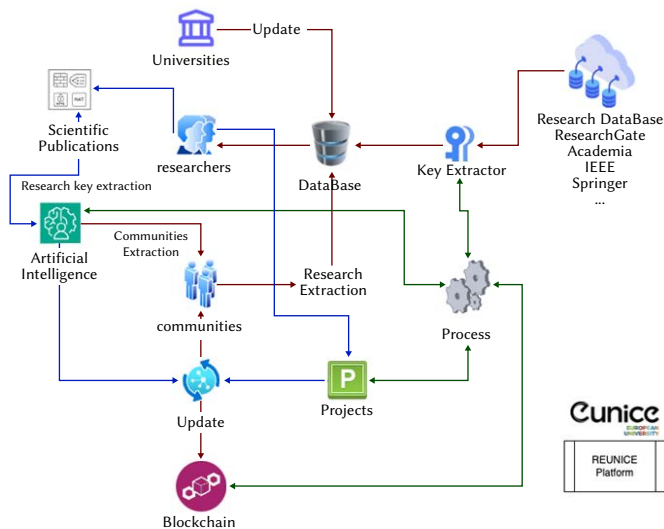 Update
Universities
Research DataBase
ResearchGate
Academia
IEEE
Springer
...
Scientific
Publications
PAT
researchers
DataBase
Key Extractor
Research key extraction
Communities
Extraction
Artificial
Intelligence
Research
Extraction
communities
Process
P
Projects
Update
eunice
EUROPEAN
UNIVERSITY
REUNICE
Platform
Blockchain